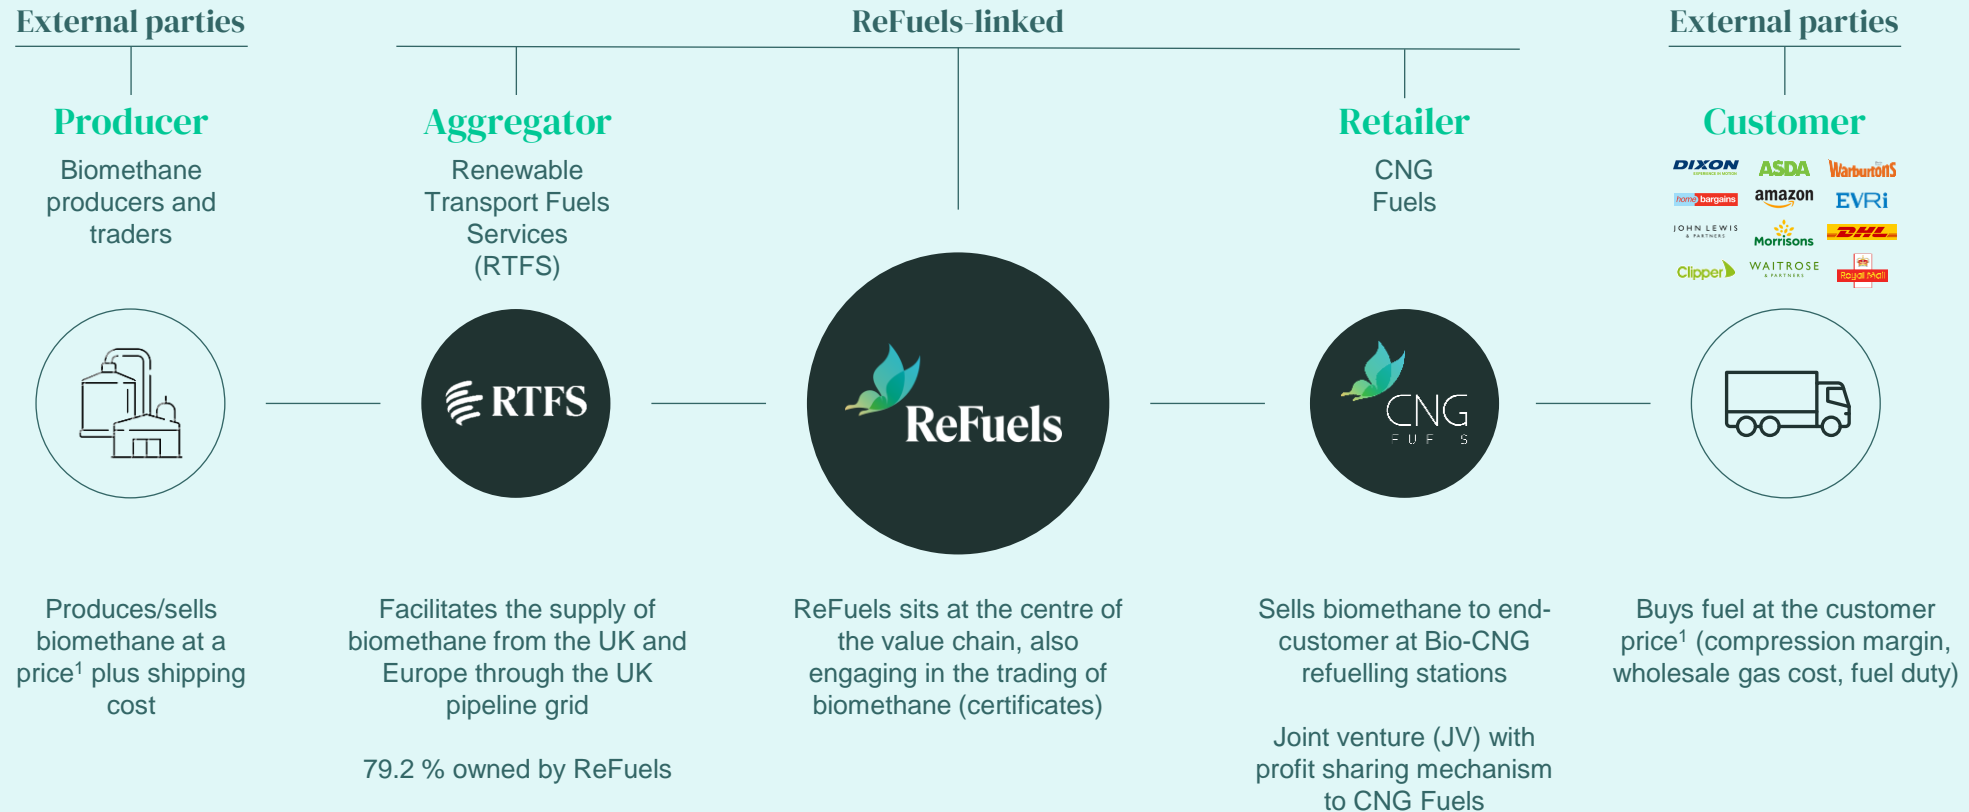 External parties
ReFuels-linked
External parties
Producer
Biomethane
producers and
traders
Aggregator
Renewable
Transport Fuels
Services
(RTFS)
Retailer
CNG
Fuels
Customer
DIXON
ASDA
Warburtons
home bargains
amazon
EVRi
JOHN LEWIS
& PARTNERS
Morrisons
DHL
Clipper
WAITROSE
& PARTNERS
Royal Mail
RTFS
ReFuels
CNG
FUE S
Produces/sells
biomethane at a
price¹ plus shipping
cost
Facilitates the supply of
biomethane from the UK and
Europe through the UK
pipeline grid
79.2 % owned by ReFuels
ReFuels sits at the centre of
the value chain, also
engaging in the trading of
biomethane (certificates)
Sells biomethane to end-
customer at Bio-CNG
refuelling stations
Joint venture (JV) with
profit sharing mechanism
to CNG Fuels
Buys fuel at the customer
price¹ (compression margin,
wholesale gas cost, fuel duty)